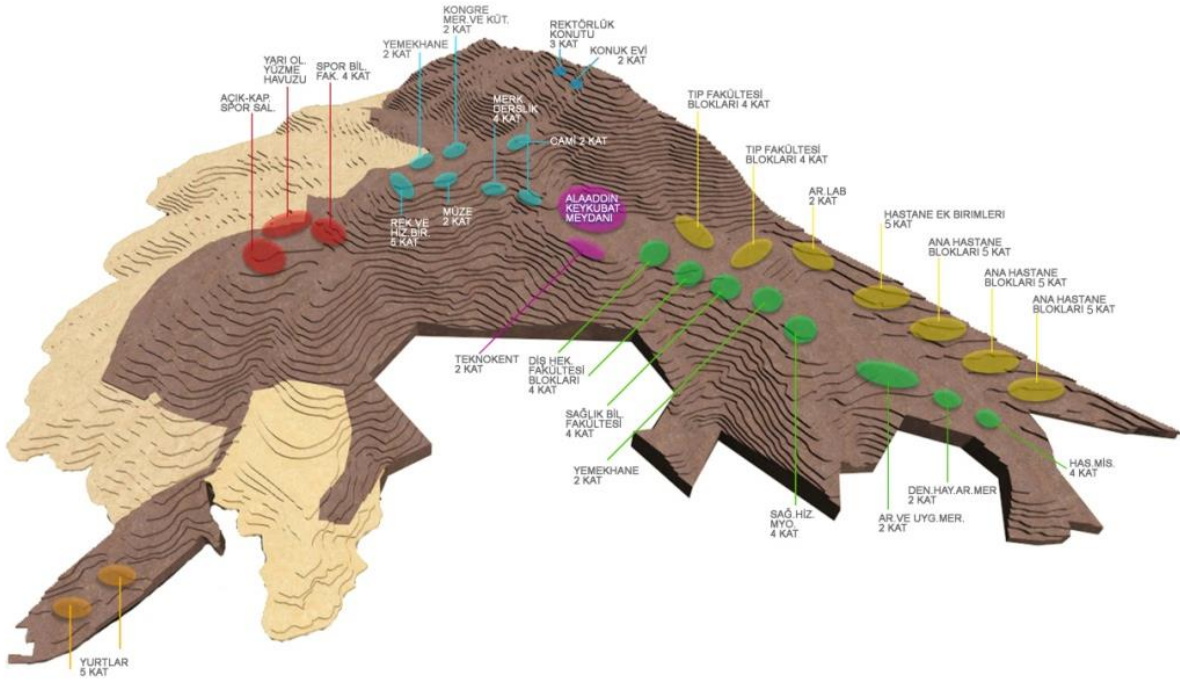 KONGRE
MER.VE KÜT.
2 KAT
YEMEKHANE
2 KAT
REKTÖRLÜK
KONUTU
3 KAT
KONUK EVİ
2 KAT
YARI OL.
YÜZME
HAVUZU
SPOR BİL.
FAK. 4 KAT
AÇIK-KAP.
SPOR SAL.
MERK
DERSLİK
4 KAT
CAMİ 2 KAT
TIP FAKÜLTESİ
BLOKLARI 4 KAT
TIP FAKÜLTESİ
BLOKLARI 4 KAT
AR.LAB
2 KAT
ALAADDİN
KEYKUBAT
MEYDANI
REK VE
HİZ.BİR.
5 KAT
MÜZE
2 KAT
HASTANE EK BİRİMLERİ
5 KAT
ANA HASTANE
BLOKLARI 5 KAT
ANA HASTANE
BLOKLARI 5 KAT
ANA HASTANE
BLOKLARI 5 KAT
TEKNOKENT
2 KAT
DİŞ HEK.
FAKÜLTESİ
BLOKLARI
4 KAT
SAĞLIK BİL.
FAKÜLTESİ
4 KAT
YEMEKHANE
2 KAT
SAĞ.HİZ.
MYO.
4 KAT
AR.VE UYG.MER.
2 KAT
DEN.HAY.AR.MER
2 KAT
HAS.MİS.
4 KAT
YURTLAR
5 KAT